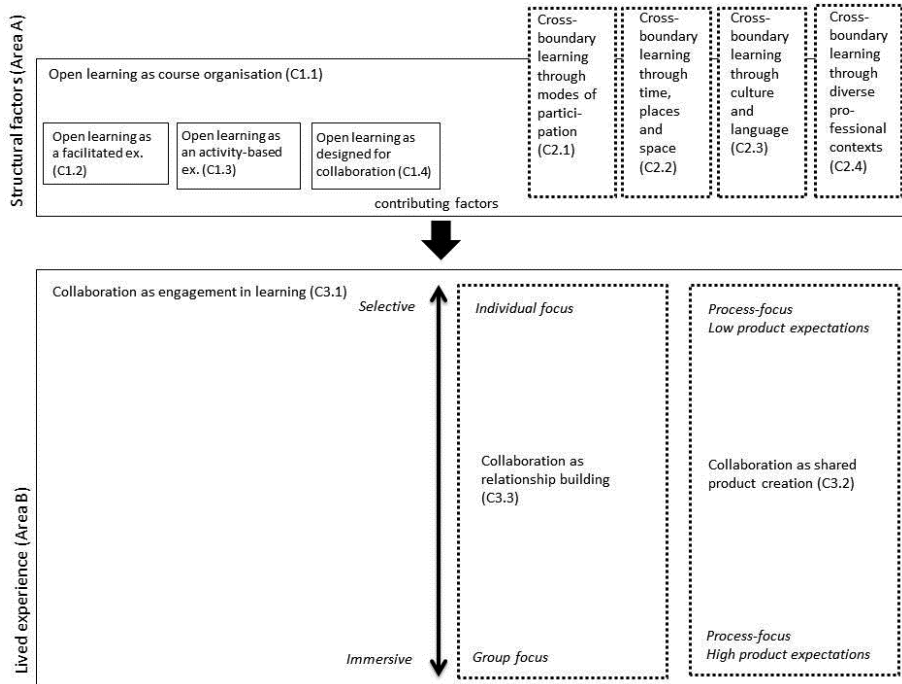 Structural factors (Area A)
Open learning as course organisation (C1.1)
Open learning as
a facilitated ex.
(C1.2)
Open learning as
an activity-based
ex. (C1.3)
Open learning as
designed for
collaboration (C1.4)
Cross-
boundary
learning
through
modes of
partici-
pation
(C2.1)
Cross-
boundary
learning
through
time,
places
and
space
(C2.2)
Cross-
boundary
learning
through
culture
and
language
(C2.3)
Cross-
boundary
learning
through
diverse
pro-
fessional
contexts
(C2.4)
contributing factors
Lived experience (Area B)
Collaboration as engagement in learning (C3.1)
Selective
Immersive
Individual focus
Collaboration as
relationship building
(C3.3)
Group focus
Process-focus
Low product expectations
Collaboration as shared
product creation (C3.2)
Process-focus
High product expectations